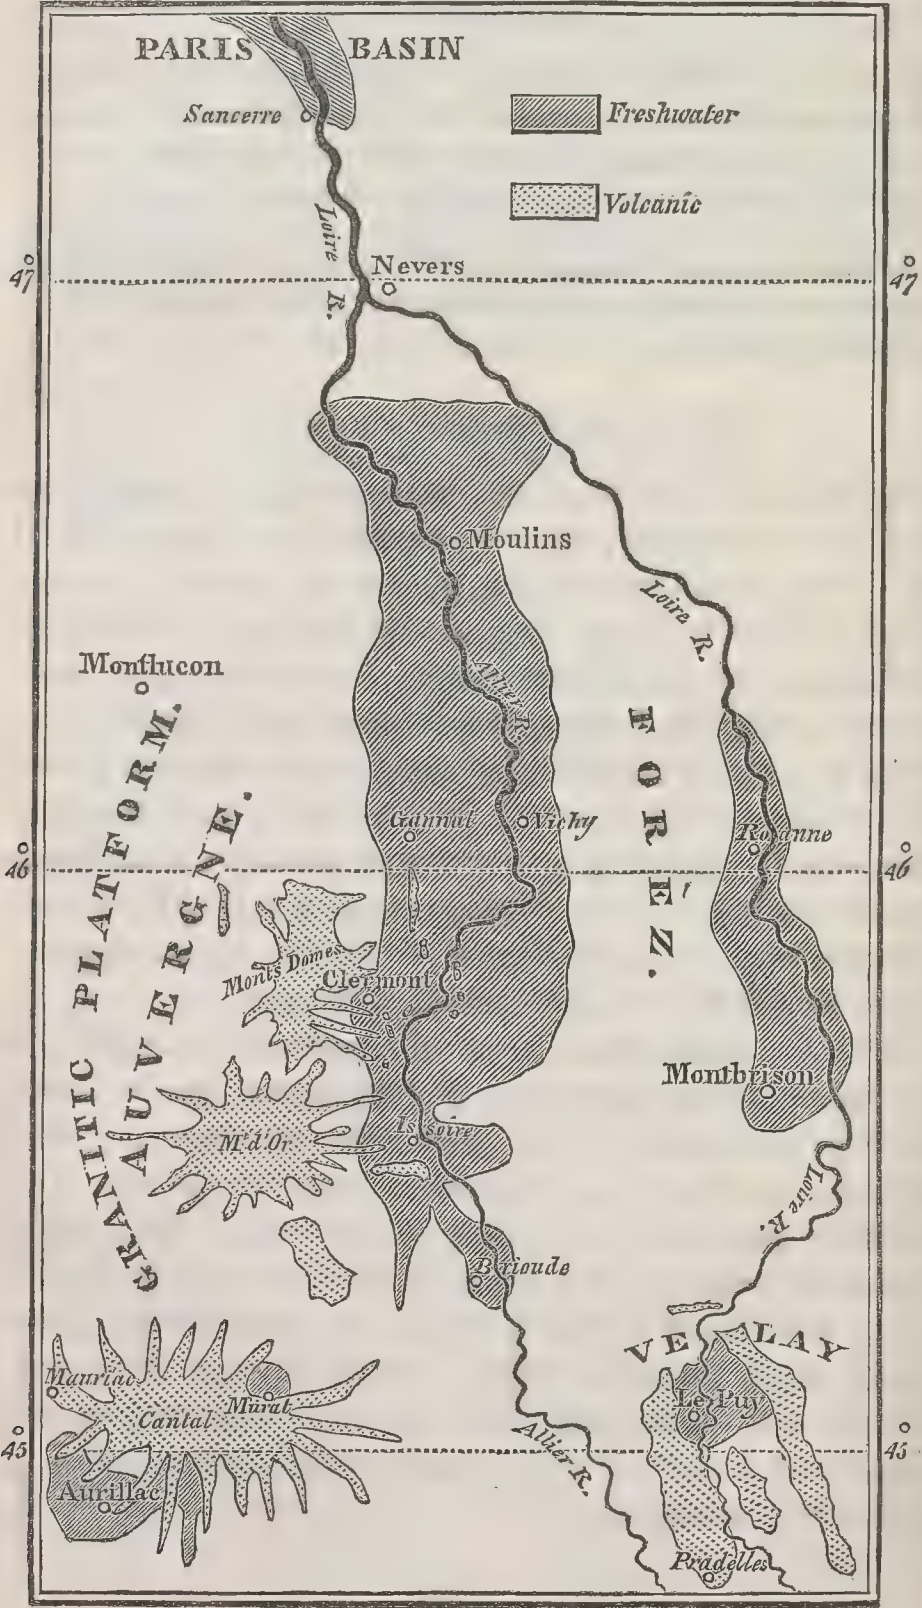 PARIS BASIN
Sancerre
Freshwater
Volcanic
Loire R.
47° Nevers 47°
Moulins
Loire R.
Montlucon
Allier R.
FOREZ.
GRANITIC PLATFORM.
AUVERGNE.
Gannat
Vichy
Roanne
46° 46°
Monts Domes
Clermont
Montbrison
Mt. d'Or
Issoire
Loire R.
Brioude
VELAY
Mauriac
Cantal
Murat
Le Puy
45° 45°
Allier R.
Aurillac
Pradelles